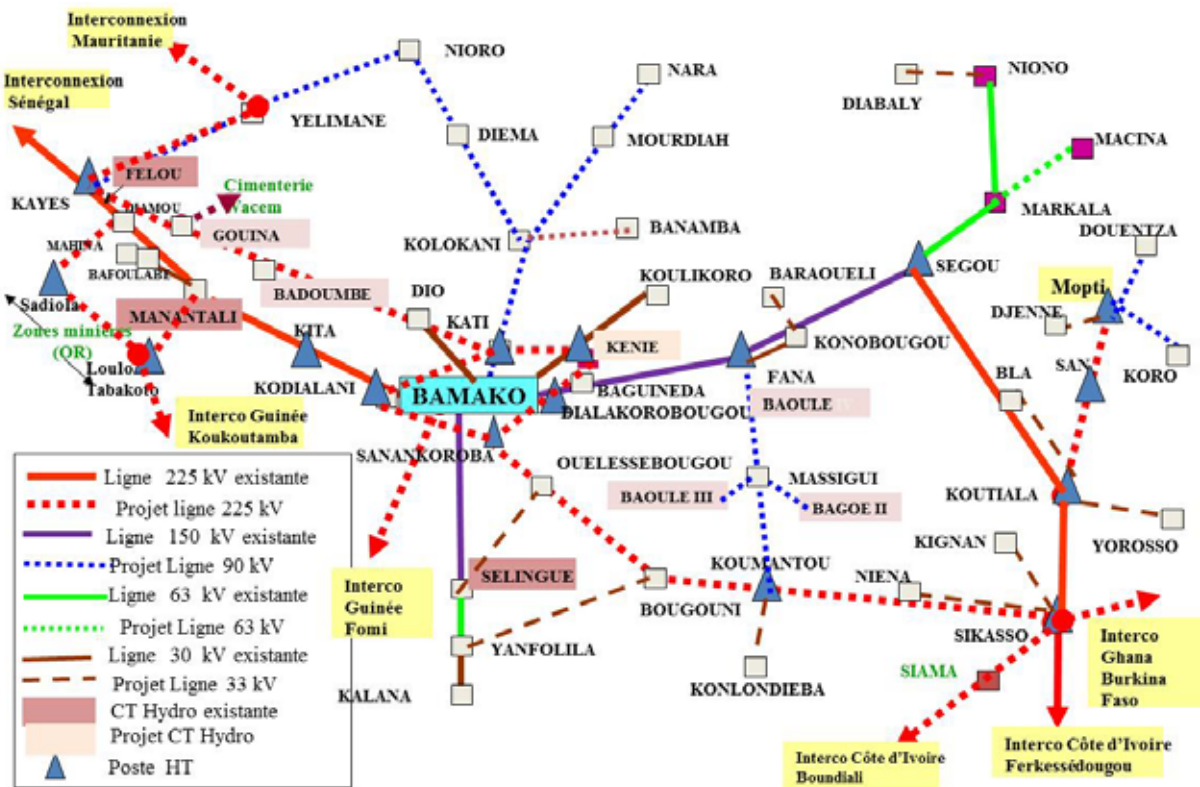 Interconnexion
Mauritanie
Interconnexion
Sénégal
NIORO
NARA
NIONO
DIABALY
YELIMANE
DIEMA
MOURDIAH
MACINA
FELOU
KAYES
Cimenterie
Wacem
GOUINA
MAHINA
BAFOULABE
KOLOKANI
BANAMBA
MARKALA
DOUENTZA
SEGOU
Sadiola
BADOUMBE
DIO
KOULIKORO
BARAOUELI
Mopti
MANANTALI
Zones minières
(OR)
KITA
KATI
KENIE
KONOBOUGOU
DJENNE
Loulo
Tabakoto
KODIALANI
BAMAKO
BAGUINEDA
FANA
BLA
SAN
KORO
DIALAKOROBOUGOU
BAOULE
Interco Guinée
Koukoutamba
SANANKOROBA
OUELESSEBOUGOU
MASSIGUI
KOUTIALA
BAOULE III
BAGOE II
YOROSSO
KIGNAN
SELINGUE
KOUMANTOU
NIENA
BOUGOUNI
SIKASSO
Interco
Guinée
Fomi
YANFOLILA
SIAMA
Interco
Ghana
Burkina
Faso
KALANA
KONLONDIEBA
Interco Côte d'Ivoire
Boundiali
Interco Côte d'Ivoire
Ferkessédougou
Ligne 225 kV existante
Projet ligne 225 kV
Ligne 150 kV existante
Projet Ligne 90 kV
Ligne 63 kV existante
Projet Ligne 63 kV
Ligne 30 kV existante
Projet Ligne 33 kV
CT Hydro existante
Projet CT Hydro
Poste HT